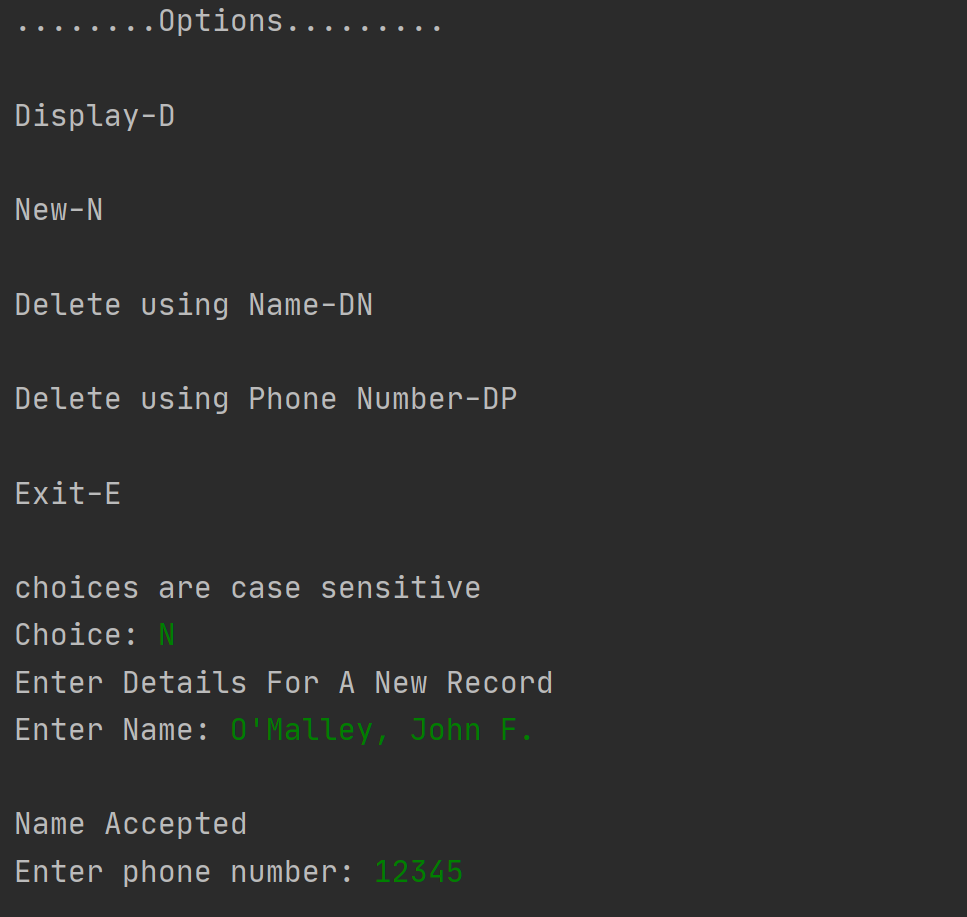 ........Options.........
Display-D
New-N
Delete using Name-DN
Delete using Phone Number-DP
Exit-E
choices are case sensitive
Choice: N
Enter Details For A New Record
Enter Name: O'Malley, John F.
Name Accepted
Enter phone number: 12345